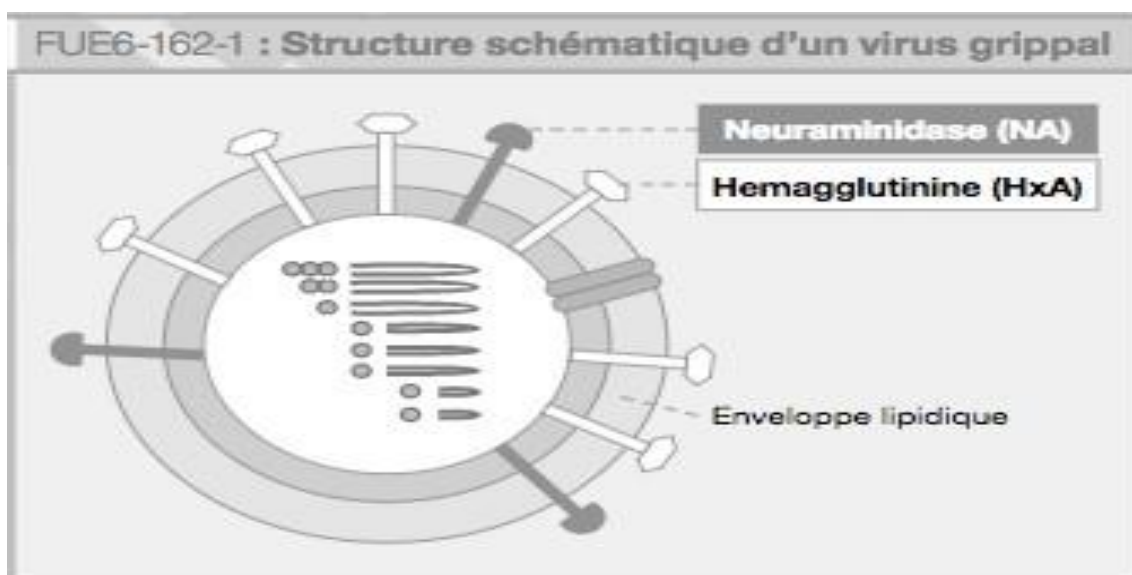 FUE6-162-1 : Structure schématique d'un virus grippal
Neuraminidase (NA)
Hemagglutinine (HxA)
Enveloppe lipidique